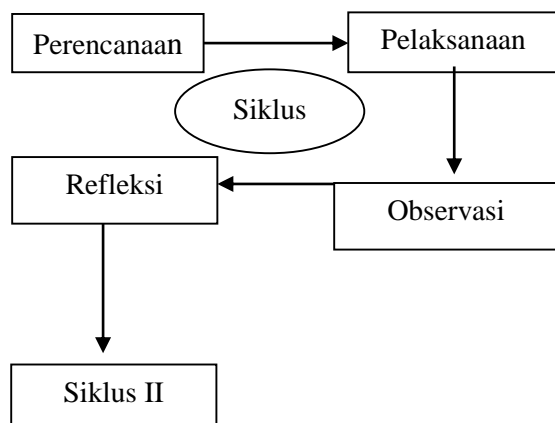 Perencanaan
Pelaksanaan
Siklus
Refleksi
Observasi
Siklus II